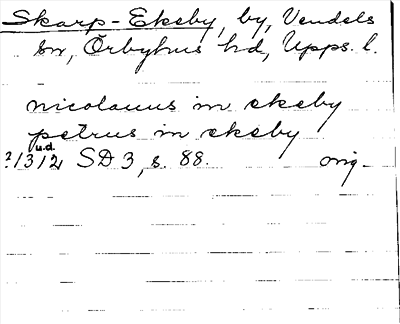 Skarp-Ekeby, by, Vendels
sn, Örbyhus hd, Upps. l.
nicolauus in ekeby
petrus in ekeby
u.d.
?1312 SD 3, s. 88. orig.